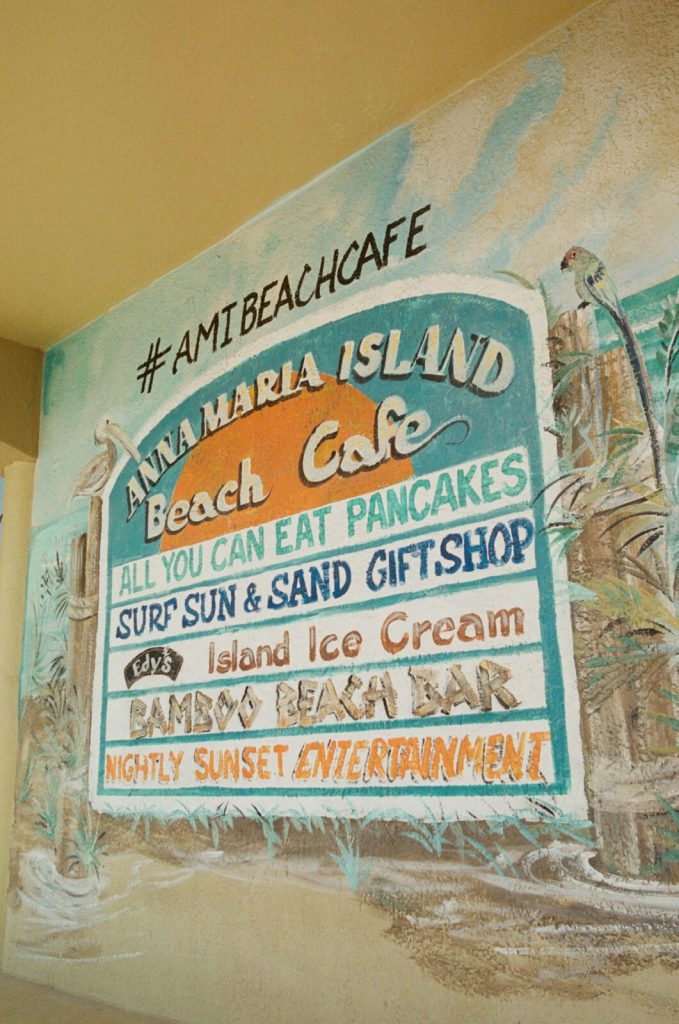 #AMIBEACHCAFE
ANNA MARIA ISLAND
Beach Cafe
ALL YOU CAN EAT PANCAKES
SURF SUN & SAND GIFT SHOP
Edy's Island Ice Cream
BAMBOO BEACH BAR
NIGHTLY SUNSET ENTERTAINMENT